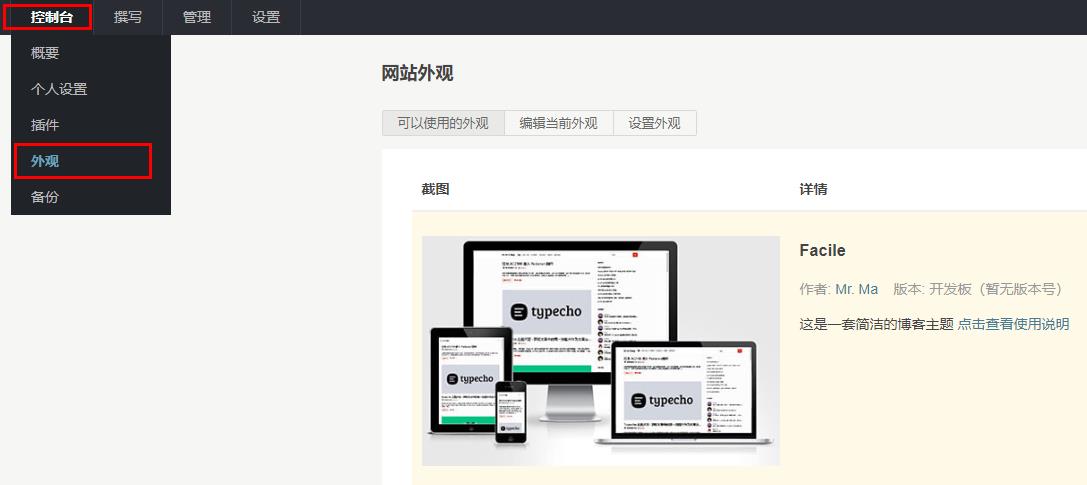 控制台 撰写 管理 设置
概要
个人设置
插件
外观
备份
网站外观
可以使用的外观 编辑当前外观 设置外观
截图 详情
typecho
typecho
typecho
Facile
作者: Mr. Ma 版本: 开发板（暂无版本号）
这是一套简洁的博客主题 点击查看使用说明